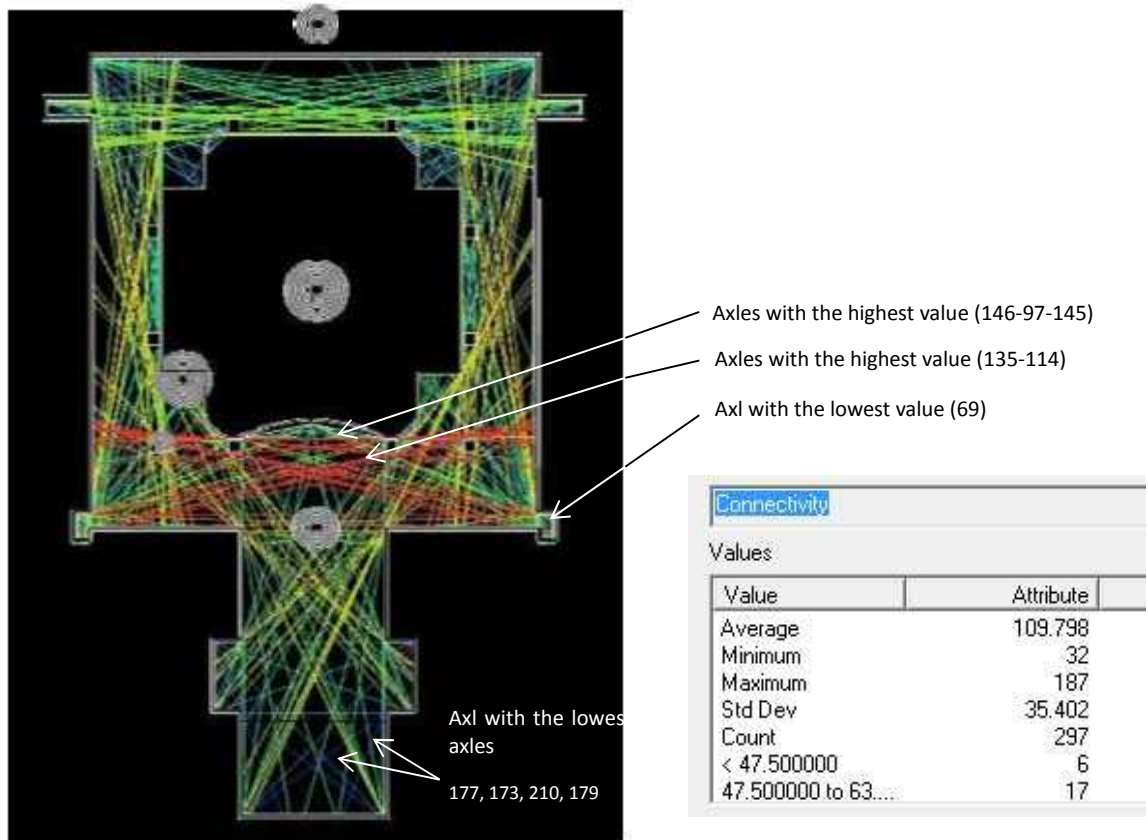 Axles with the highest value (146-97-145)
Axles with the highest value (135-114)
Axl with the lowest value (69)
Connectivity
Values
Value Attribute
Average 109.798
Minimum 32
Maximum 187
Std Dev 35.402
Count 297
< 47.500000 6
47.500000 to 63.... 17
Axl with the lowes
axles
177, 173, 210, 179